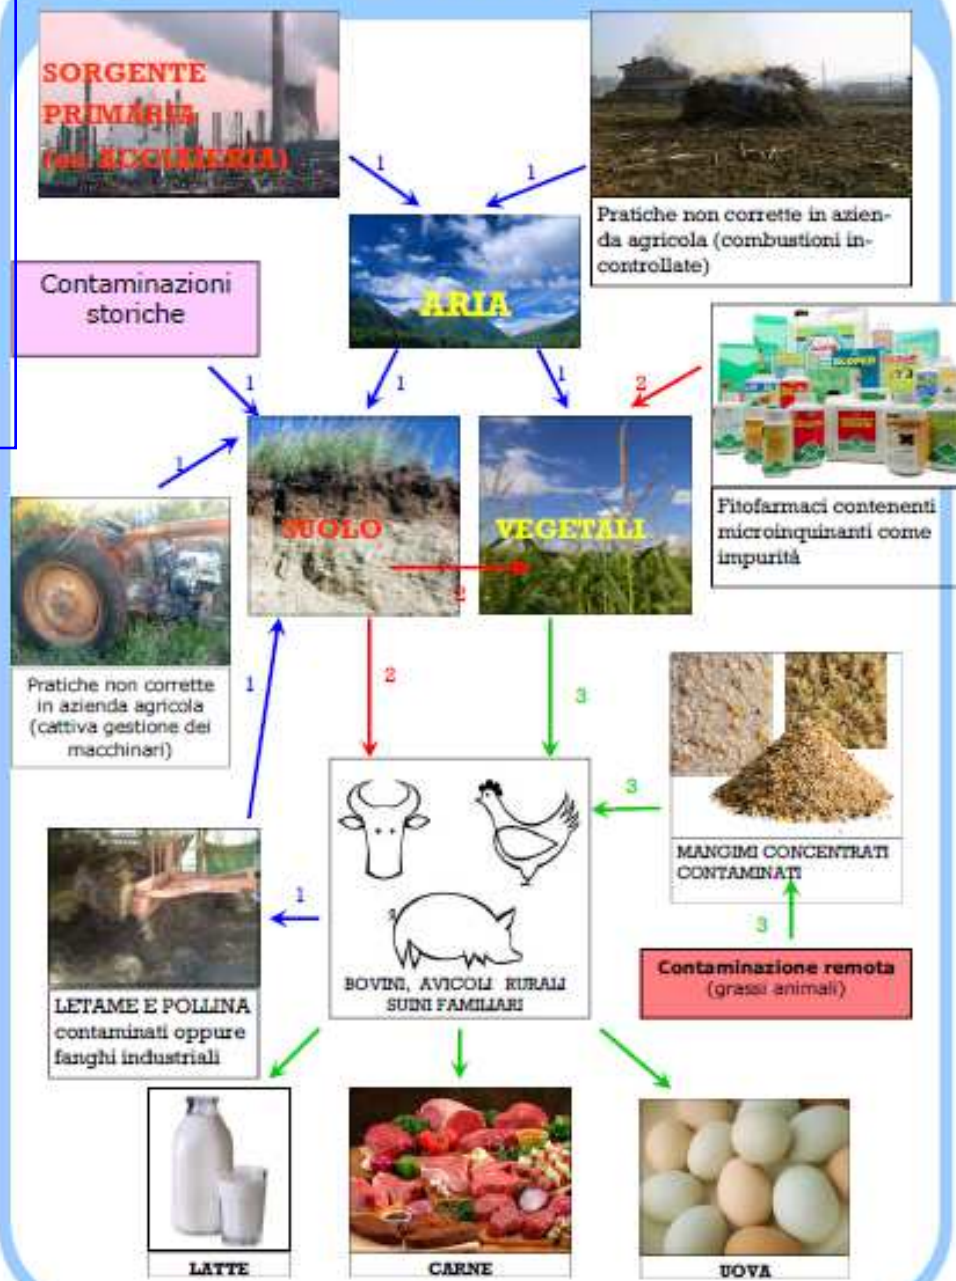 SORGENTE
PRIMARIA
(es. ACCIAIERIA)
1
1
Pratiche non corrette in azien-
da agricola (combustioni in-
controllate)
Contaminazioni
storiche
ARIA
1
1
1
2
1
SUOLO
VEGETALI
2
Fitofarmaci contenenti
microinquinanti come
impurità
Pratiche non corrette
in azienda agricola
(cattiva gestione dei
macchinari)
1
2
3
3
MANGIMI CONCENTRATI
CONTAMINATI
3
1
BOVINI, AVICOLI RURALI
SUINI FAMILIARI
Contaminazione remota
(grassi animali)
LETAME E POLLINA
contaminati oppure
fanghi industriali
LATTE
CARNE
UOVA